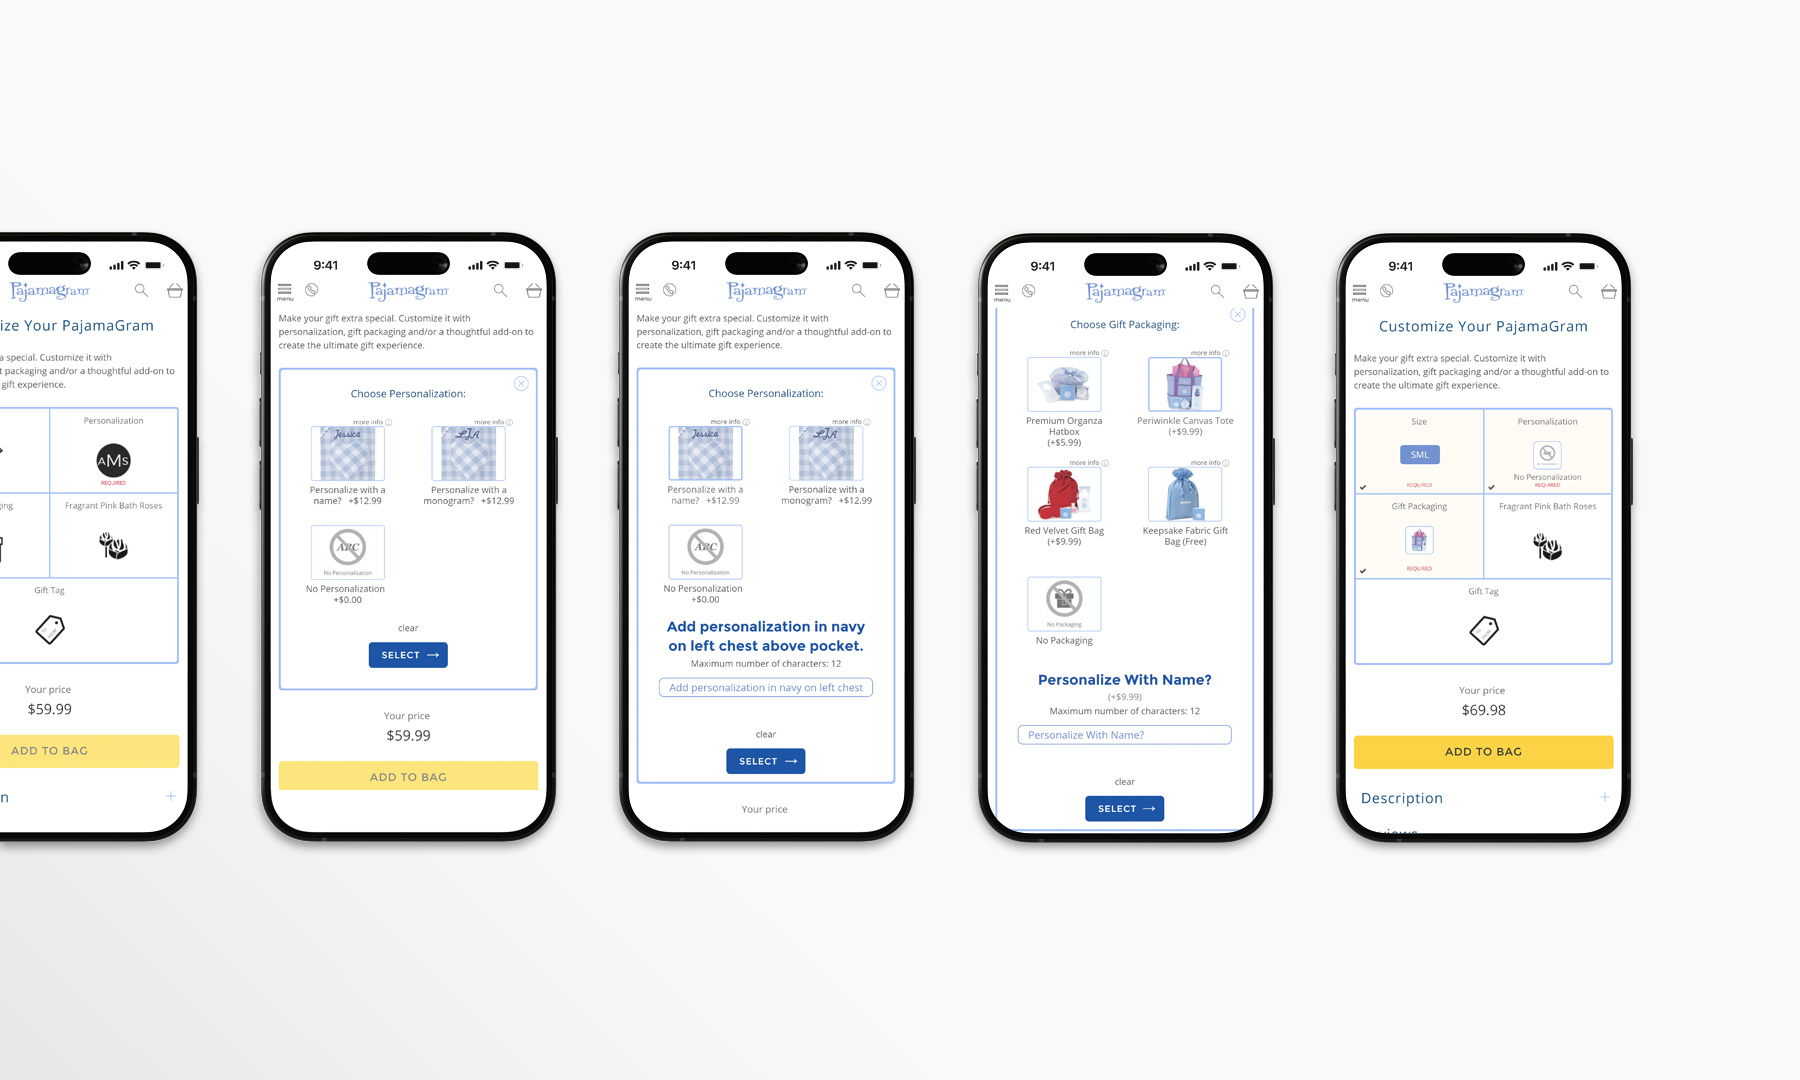 Pajamagram
ize Your PajamaGram
a special. Customize it with
t packaging and/or a thoughtful add-on to
gift experience.
Personalization
AMS
REQUIRED
ing
Fragrant Pink Bath Roses
Gift Tag
Your price
$59.99
ADD TO BAG
n
+
9:41
menu
Pajamagram
Make your gift extra special. Customize it with
personalization, gift packaging and/or a thoughtful add-on to
create the ultimate gift experience.
Choose Personalization:
more info
more info
Jessica
LJA
Personalize with a
name? +$12.99
Personalize with a
monogram? +$12.99
ABC
No Personalization
No Personalization
+$0.00
clear
SELECT →
Your price
$59.99
ADD TO BAG
9:41
menu
Pajamagram
Make your gift extra special. Customize it with
personalization, gift packaging and/or a thoughtful add-on to
create the ultimate gift experience.
Choose Personalization:
more info
more info
Jessica
LJA
Personalize with a
name? +$12.99
Personalize with a
monogram? +$12.99
ABC
No Personalization
No Personalization
+$0.00
Add personalization in navy
on left chest above pocket.
Maximum number of characters: 12
Add personalization in navy on left chest
clear
SELECT →
Your price
9:41
menu
Pajamagram
Choose Gift Packaging:
more info
more info
Premium Organza
Hatbox
(+$5.99)
Periwinkle Canvas Tote
(+$9.99)
more info
more info
Red Velvet Gift Bag
(+$9.99)
Keepsake Fabric Gift
Bag (Free)
No Packaging
No Packaging
Personalize With Name?
(+$9.99)
Maximum number of characters: 12
Personalize With Name?
clear
SELECT →
9:41
menu
Pajamagram
Customize Your PajamaGram
Make your gift extra special. Customize it with
personalization, gift packaging and/or a thoughtful add-on to
create the ultimate gift experience.
Size
SML
REQUIRED
Personalization
No Personalization
REQUIRED
Gift Packaging
REQUIRED
Fragrant Pink Bath Roses
Gift Tag
Your price
$69.98
ADD TO BAG
Description
+